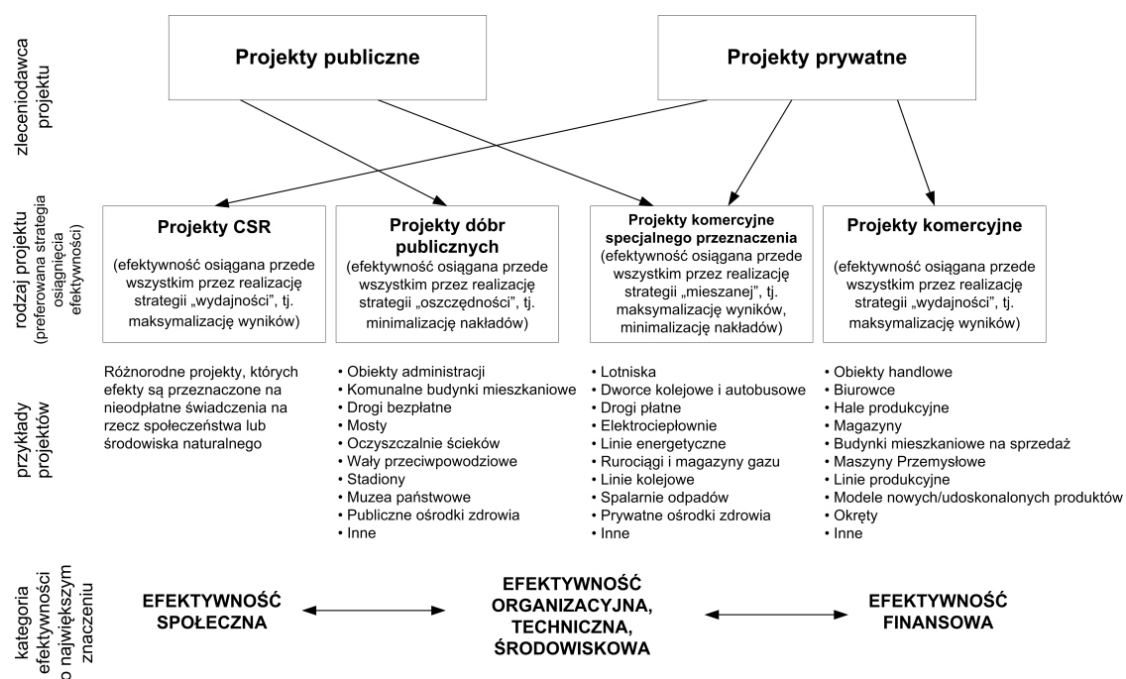 zleceniodawca
projektu
Projekty publiczne
Projekty prywatne
rodzaj projektu
(preferowana strategia
osiągnięcia
efektywności)
Projekty CSR
(efektywność osiągana przede
wszystkim przez realizację
strategii „wydajności”, tj.
maksymalizację wyników)
Projekty dóbr
publicznych
(efektywność osiągana przede
wszystkim przez realizację
strategii „oszczędności”, tj.
minimalizację nakładów)
Projekty komercyjne
specjalnego przeznaczenia
(efektywność osiągana przede
wszystkim przez realizację
strategii „mieszanej”, tj.
maksymalizację wyników,
minimalizację nakładów)
Projekty komercyjne
(efektywność osiągana przede
wszystkim przez realizację
strategii „wydajności”, tj.
maksymalizację wyników)
przykłady
projektów
Różnorodne projekty, których
efekty są przeznaczone na
nieodpłatne świadczenia na
rzecz społeczeństwa lub
środowiska naturalnego
• Obiekty administracji
• Komunalne budynki mieszkaniowe
• Drogi bezpłatne
• Mosty
• Oczyszczalnie ścieków
• Wały przeciwpowodziowe
• Stadiony
• Muzea państwowe
• Publiczne ośrodki zdrowia
• Inne
• Lotniska
• Dworce kolejowe i autobusowe
• Drogi płatne
• Elektrociepłownie
• Linie energetyczne
• Rurociągi i magazyny gazu
• Linie kolejowe
• Spalarnie odpadów
• Prywatne ośrodki zdrowia
• Inne
• Obiekty handlowe
• Biurowce
• Hale produkcyjne
• Magazyny
• Budynki mieszkaniowe na sprzedaż
• Maszyny Przemysłowe
• Linie produkcyjne
• Modele nowych/udoskonalonych produktów
• Okręty
• Inne
kategoria
efektywności
o największym
znaczeniu
EFEKTYWNOŚĆ
SPOŁECZNA
EFEKTYWNOŚĆ
ORGANIZACYJNA,
TECHNICZNA,
ŚRODOWISKOWA
EFEKTYWNOŚĆ
FINANSOWA